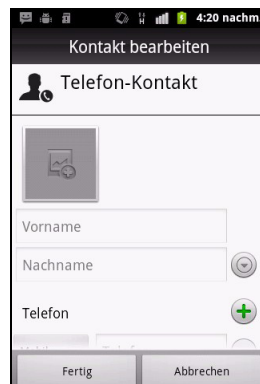 4:20 nachm.
Kontakt bearbeiten
Telefon-Kontakt
Vorname
Nachname
Telefon
Fertig
Abbrechen